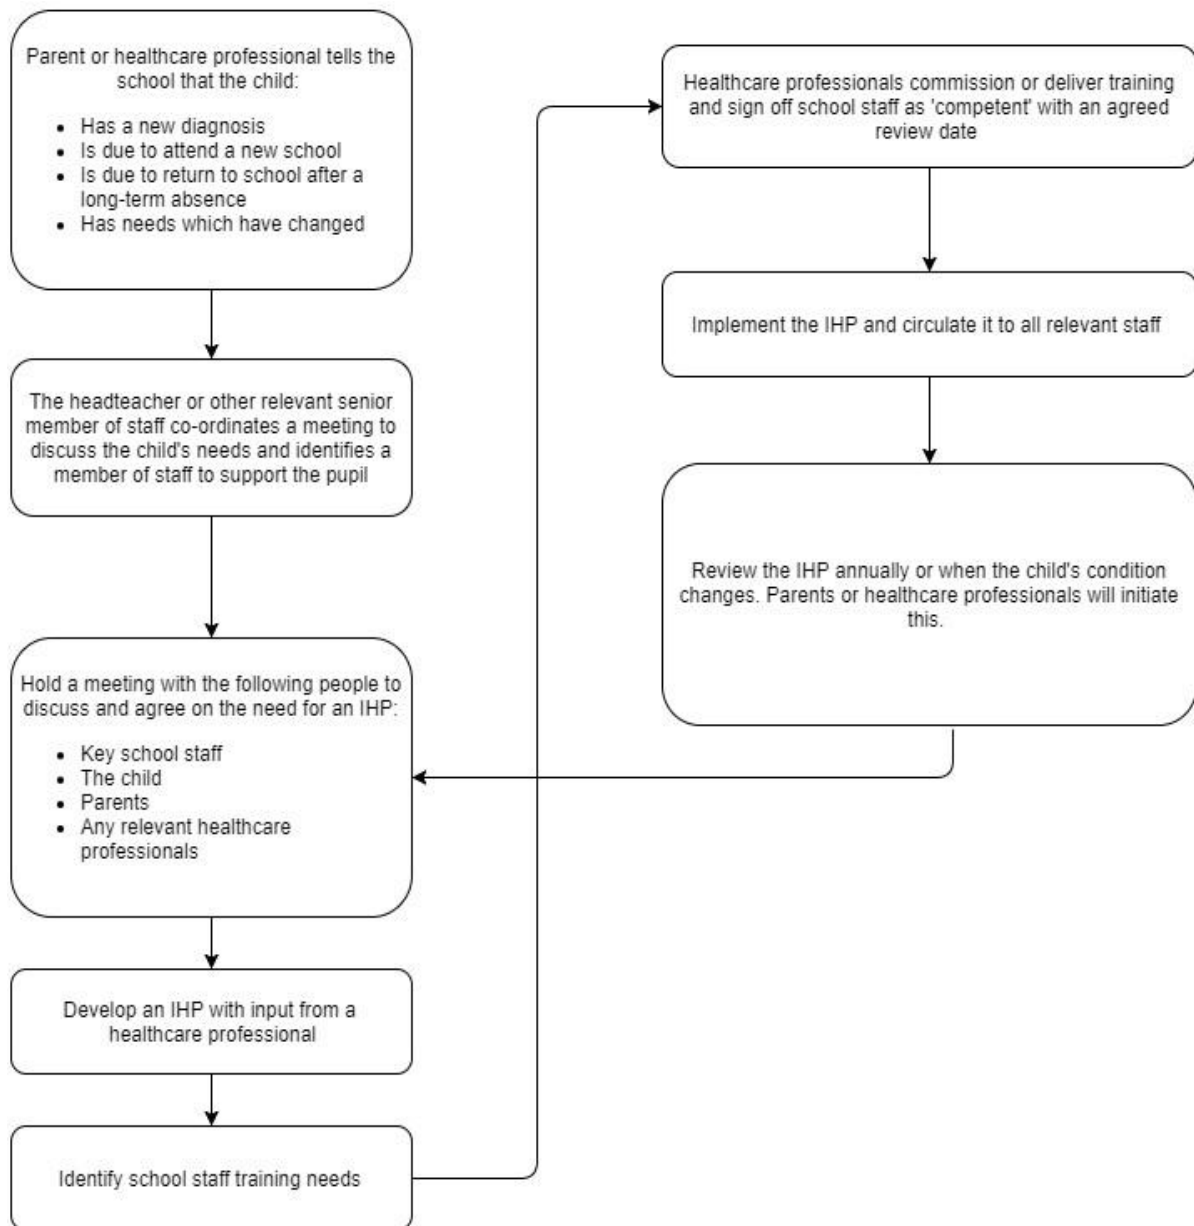 Parent or healthcare professional tells the
school that the child:
• Has a new diagnosis
• Is due to attend a new school
• Is due to return to school after a
long-term absence
• Has needs which have changed
The headteacher or other relevant senior
member of staff co-ordinates a meeting to
discuss the child's needs and identifies a
member of staff to support the pupil
Hold a meeting with the following people to
discuss and agree on the need for an IHP:
• Key school staff
• The child
• Parents
• Any relevant healthcare
professionals
Develop an IHP with input from a
healthcare professional
Identify school staff training needs
Healthcare professionals commission or deliver training
and sign off school staff as 'competent' with an agreed
review date
Implement the IHP and circulate it to all relevant staff
Review the IHP annually or when the child's condition
changes. Parents or healthcare professionals will initiate
this.